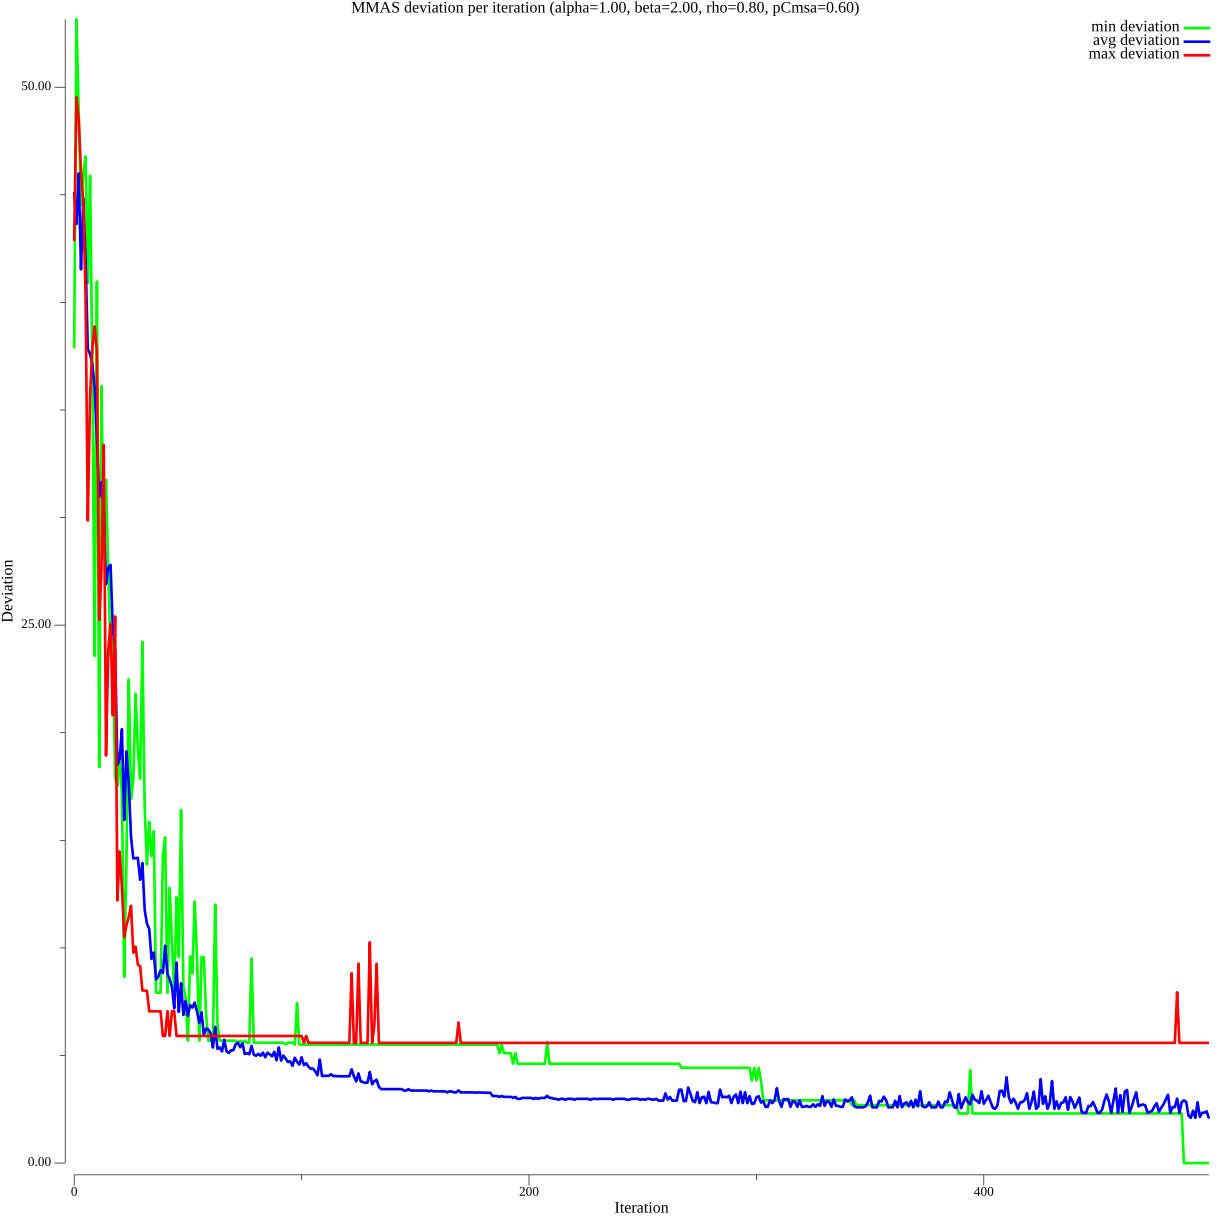 MMAS deviation per iteration (alpha=1.00, beta=2.00, rho=0.80, pCmsa=0.60)
min deviation
avg deviation
max deviation
50.00
25.00
0.00
Deviation
0
200
400
Iteration